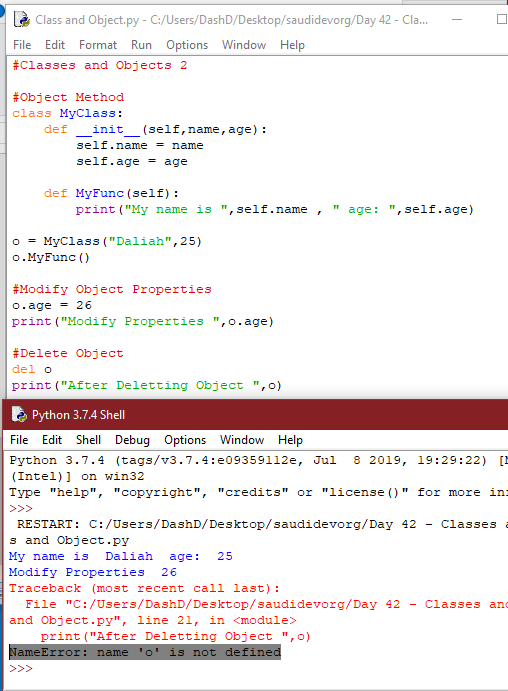 Class and Object.py - C:/Users/DashD/Desktop/saudidevorg/Day 42 - Cla...
File Edit Format Run Options Window Help
#Classes and Objects 2
#Object Method
class MyClass:
    def __init__(self,name,age):
        self.name = name
        self.age = age
    def MyFunc(self):
        print("My name is ",self.name , " age: ",self.age)
o = MyClass("Daliah",25)
o.MyFunc()
#Modify Object Properties
o.age = 26
print("Modify Properties ",o.age)
#Delete Object
del o
print("After Deletting Object ",o)
Python 3.7.4 Shell
File Edit Shell Debug Options Window Help
Python 3.7.4 (tags/v3.7.4:e09359112e, Jul  8 2019, 19:29:22) [
(Intel)] on win32
Type "help", "copyright", "credits" or "license()" for more in
>>>
 RESTART: C:/Users/DashD/Desktop/saudidevorg/Day 42 - Classes a
s and Object.py
My name is  Daliah  age:  25
Modify Properties  26
Traceback (most recent call last):
  File "C:/Users/DashD/Desktop/saudidevorg/Day 42 - Classes and
and Object.py", line 21, in <module>
    print("After Deletting Object ",o)
NameError: name 'o' is not defined
>>>